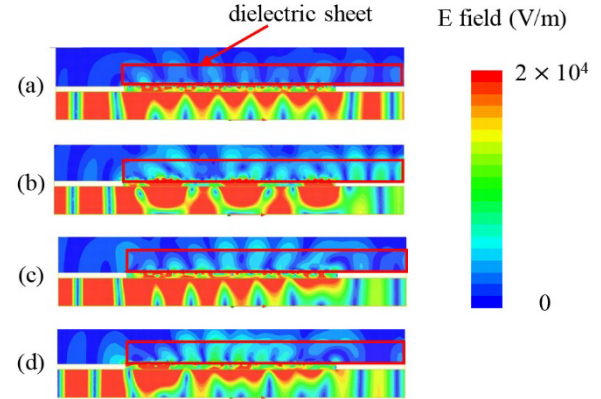 dielectric sheet
E field (V/m)
(a)
2 × 10⁴
(b)
(c)
0
(d)